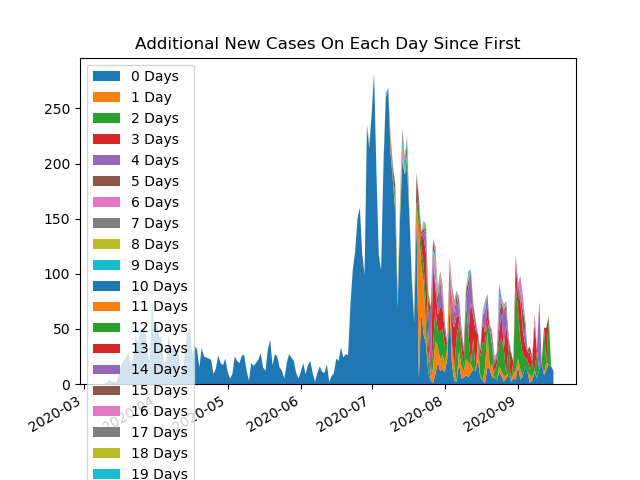 Additional New Cases On Each Day Since First
250
200
150
100
50
0
0 Days
1 Day
2 Days
3 Days
4 Days
5 Days
6 Days
7 Days
8 Days
9 Days
10 Days
11 Days
12 Days
13 Days
14 Days
15 Days
16 Days
17 Days
18 Days
19 Days
2020-03
2020-04
2020-05
2020-06
2020-07
2020-08
2020-09